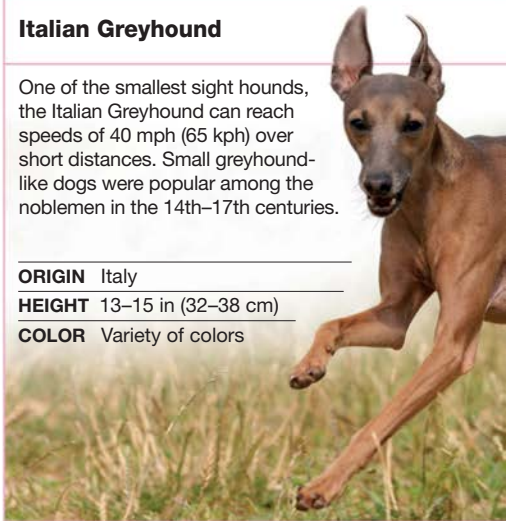 Italian Greyhound
One of the smallest sight hounds,
the Italian Greyhound can reach
speeds of 40 mph (65 kph) over
short distances. Small greyhound-
like dogs were popular among the
noblemen in the 14th–17th centuries.
ORIGIN Italy
HEIGHT 13–15 in (32–38 cm)
COLOR Variety of colors